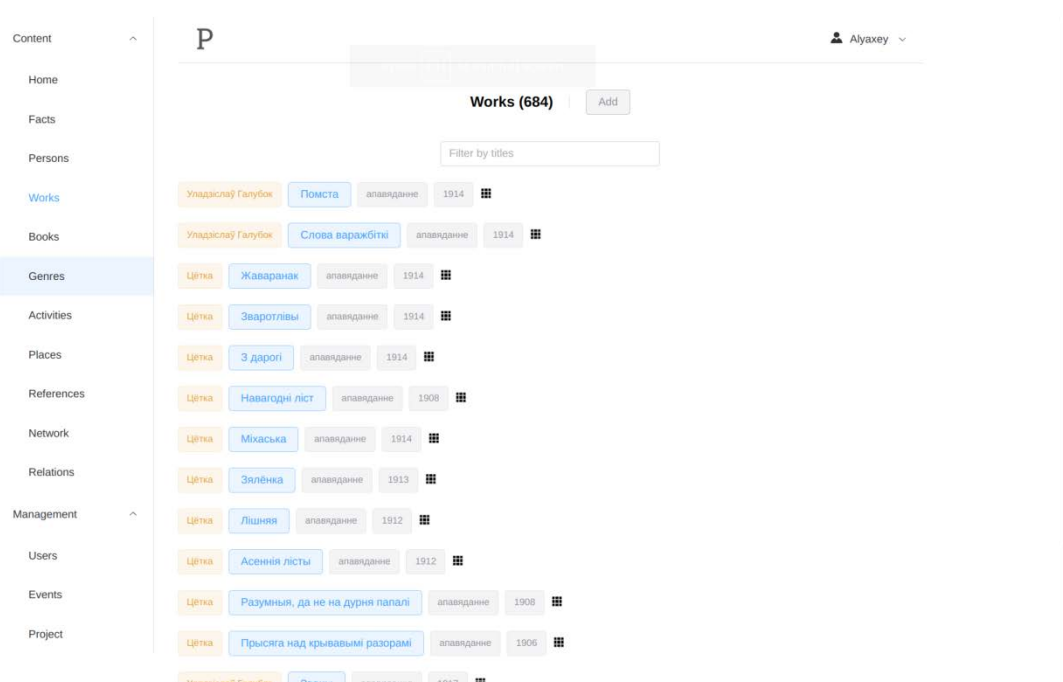 Content
Home
Facts
Persons
Works
Books
Genres
Activities
Places
References
Network
Relations
Management
Users
Events
Project
P
Alyaxey
Works (684)
Add
Filter by titles
Уладзіслаў Галубок Помста апавяданне 1914
Уладзіслаў Галубок Слова варажбіткі апавяданне 1914
Цётка Жаваранак апавяданне 1914
Цётка Зваротлівы апавяданне 1914
Цётка З дарогі апавяданне 1914
Цётка Навагодні ліст апавяданне 1908
Цётка Міхаська апавяданне 1914
Цётка Зялёнка апавяданне 1913
Цётка Лішняя апавяданне 1912
Цётка Асеннія лісты апавяданне 1912
Цётка Разумныя, да не на дурня папалі апавяданне 1908
Цётка Прысяга над крывавымі разорамі апавяданне 1906